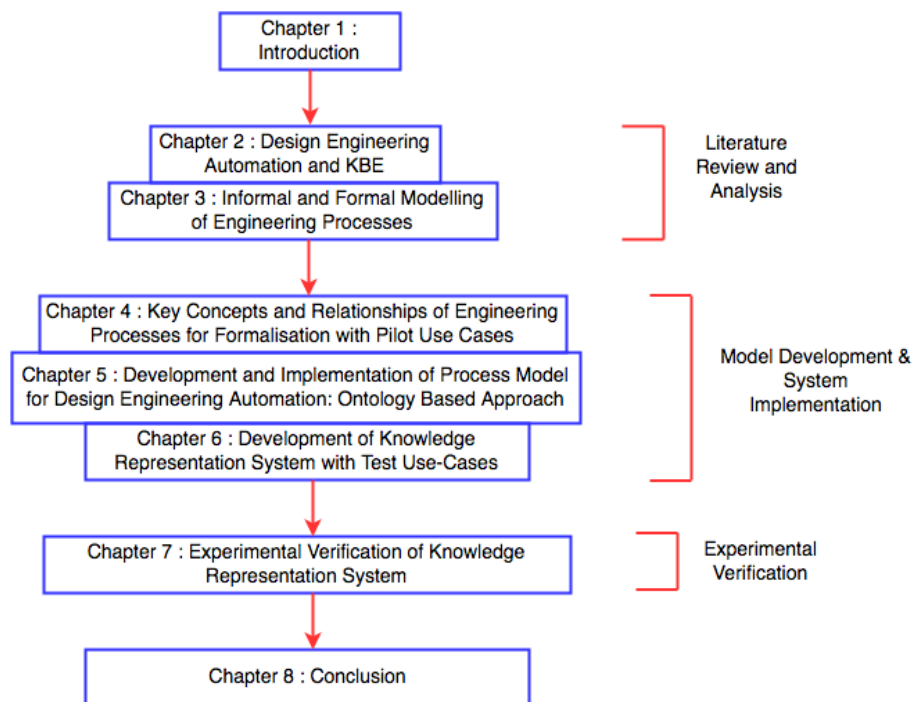 Chapter 1 :
Introduction
Chapter 2 : Design Engineering
Automation and KBE
Chapter 3 : Informal and Formal Modelling
of Engineering Processes
Literature
Review and
Analysis
Chapter 4 : Key Concepts and Relationships of Engineering
Processes for Formalisation with Pilot Use Cases
Chapter 5 : Development and Implementation of Process Model
for Design Engineering Automation: Ontology Based Approach
Chapter 6 : Development of Knowledge
Representation System with Test Use-Cases
Model Development &
System
Implementation
Chapter 7 : Experimental Verification of Knowledge
Representation System
Experimental
Verification
Chapter 8 : Conclusion